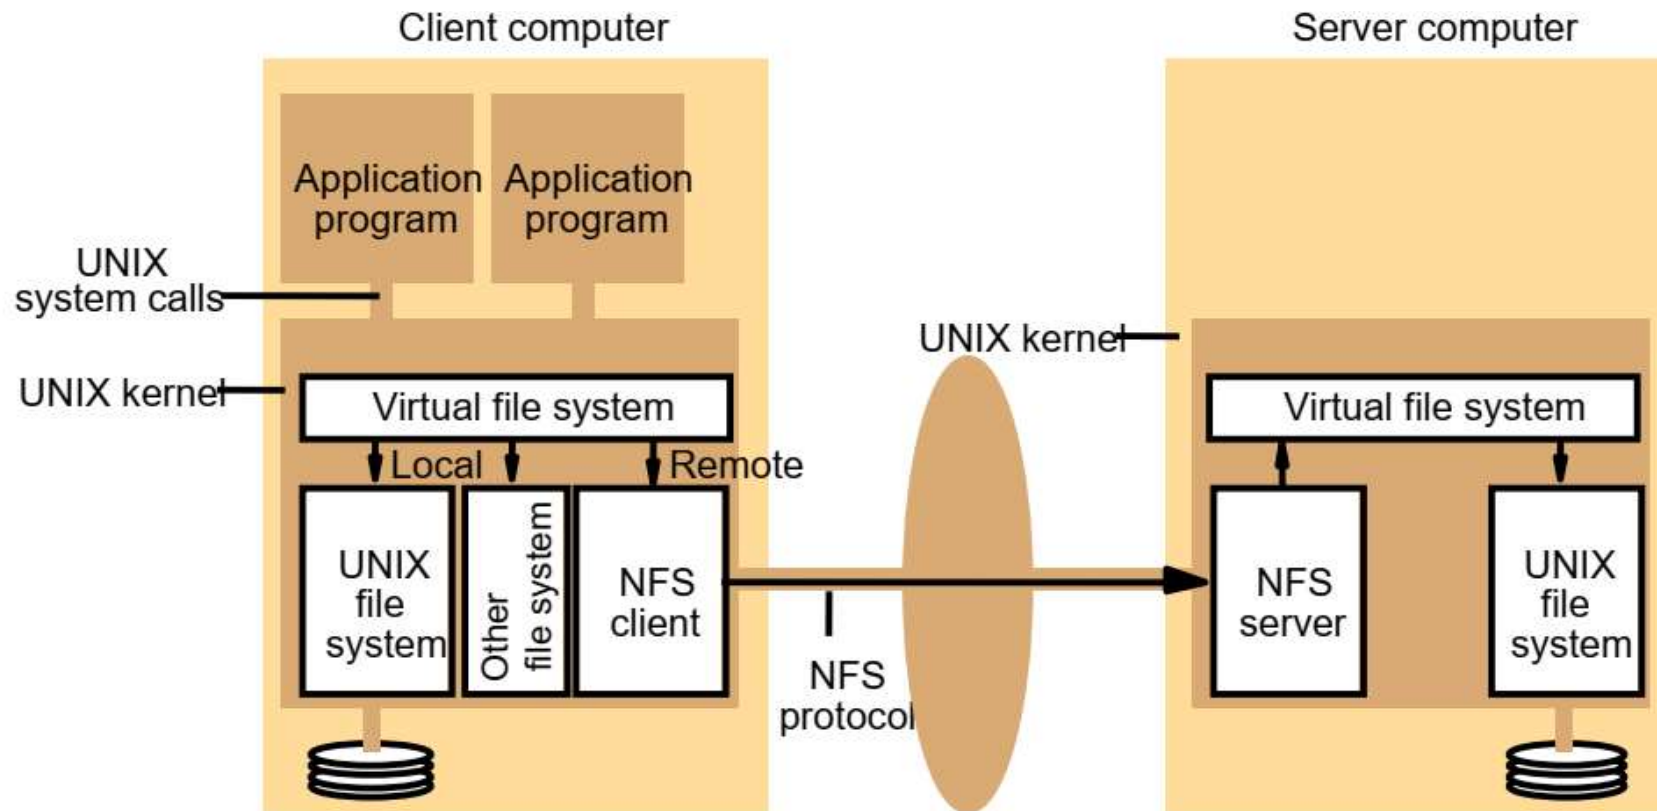 Client computer
Server computer
Application
program
Application
program
UNIX
system calls
UNIX kernel
UNIX kernel
Virtual file system
Virtual file system
Local
Remote
UNIX
file
system
Other
file system
NFS
client
NFS
protocol
NFS
server
UNIX
file
system